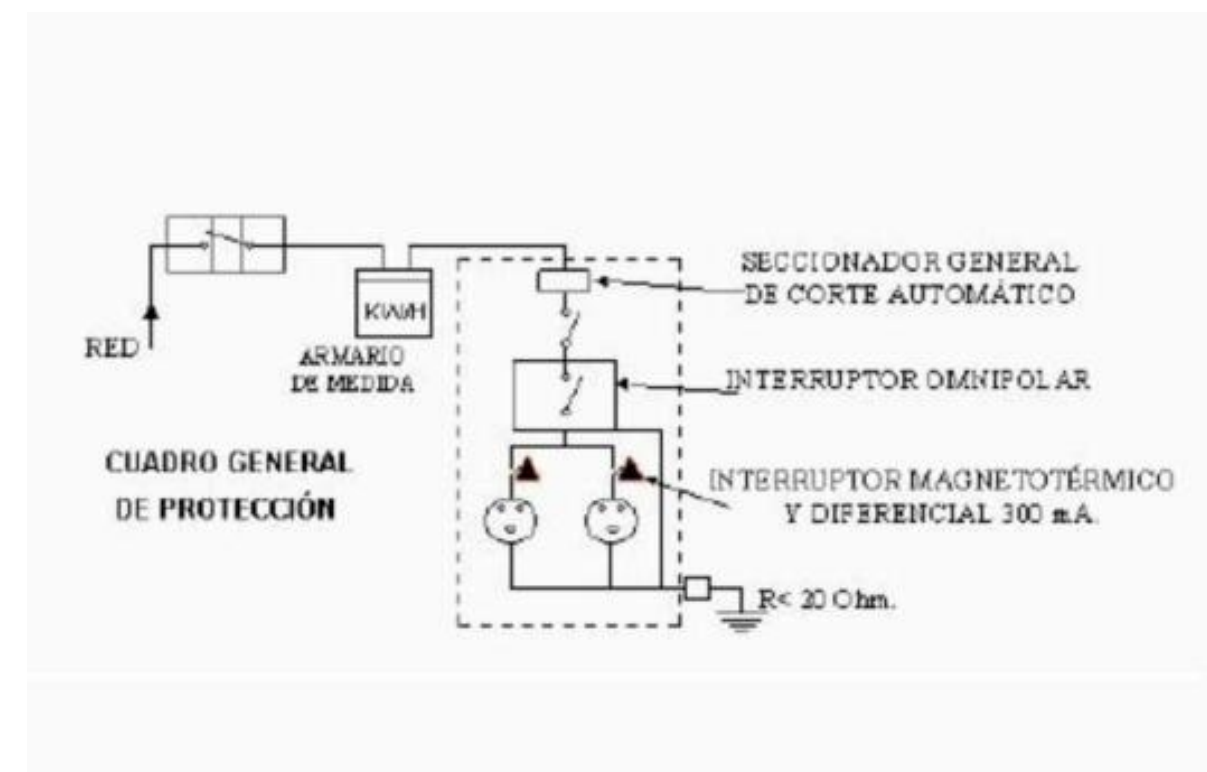 SECCIONADOR GENERAL
DE CORTE AUTOMÁTICO
KW/H
RED
ARMARIO
DE MEDIDA
INTERRUPTOR OMNIPOLAR
CUADRO GENERAL
DE PROTECCIÓN
INTERRUPTOR MAGNETOTÉRMICO
Y DIFERENCIAL 300 mA.
R< 20 Ohm.